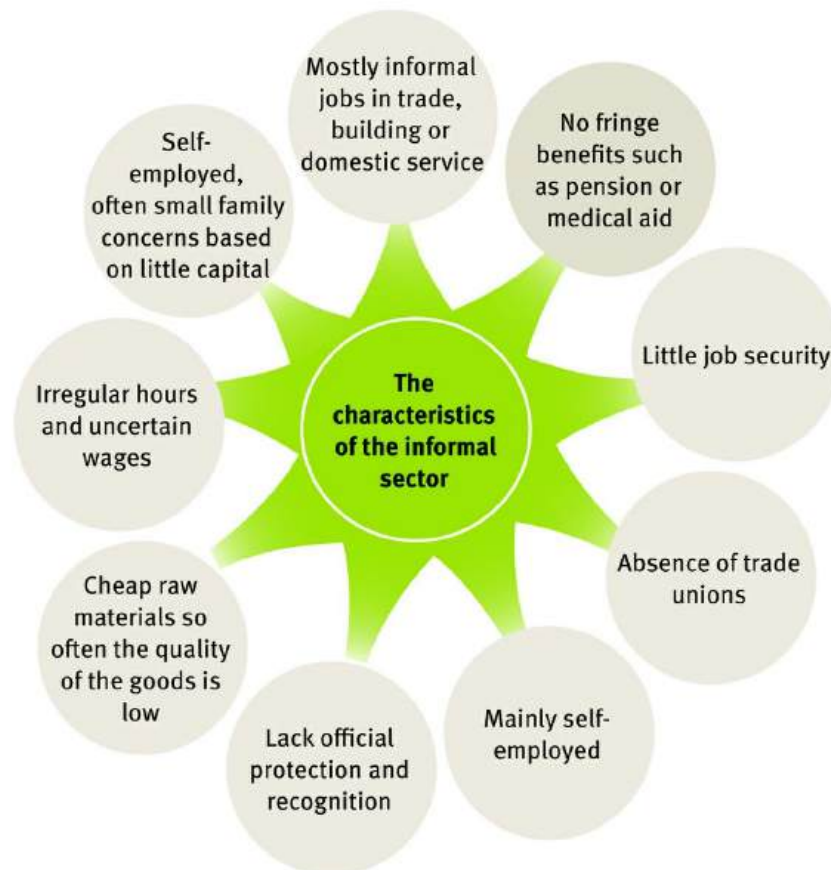 The
characteristics
of the informal
sector
Mostly informal
jobs in trade,
building or
domestic service
No fringe
benefits such
as pension or
medical aid
Little job security
Absence of trade
unions
Mainly self-
employed
Lack official
protection and
recognition
Cheap raw
materials so
often the quality
of the goods is
low
Irregular hours
and uncertain
wages
Self-
employed,
often small family
concerns based
on little capital